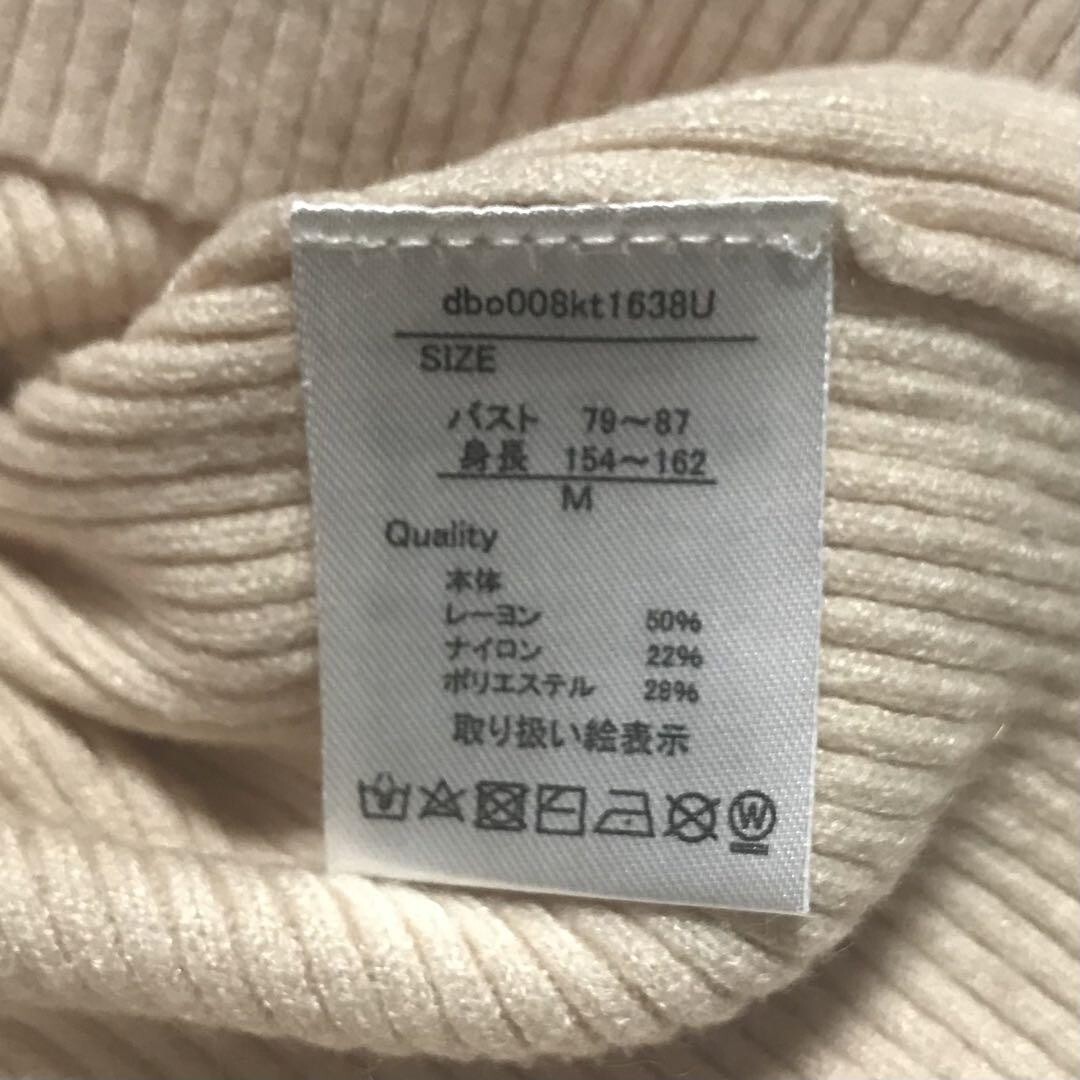 dbo008kt1638U
SIZE
バスト 79～87
身長 154～162
M
Quality
本体
レーヨン 50%
ナイロン 22%
ポリエステル 28%
取り扱い絵表示
W